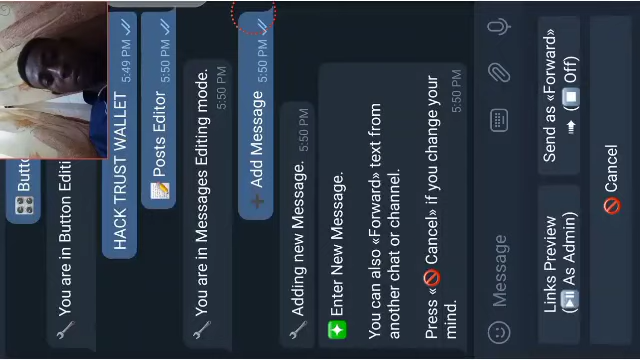 Butto
You are in Button Editi
HACK TRUST WALLET 5:49 PM
Posts Editor 5:50 PM
You are in Messages Editing mode.
5:50 PM
Add Message 5:50 PM
Adding new Message. 5:50 PM
Enter New Message.
You can also «Forward» text from
another chat or channel.
Press «🚫 Cancel» if you change your
mind.
5:50 PM
Message
Links Preview
(⏯ As Admin)
Send as «Forward»
➡ (⏹ Off)
🚫 Cancel